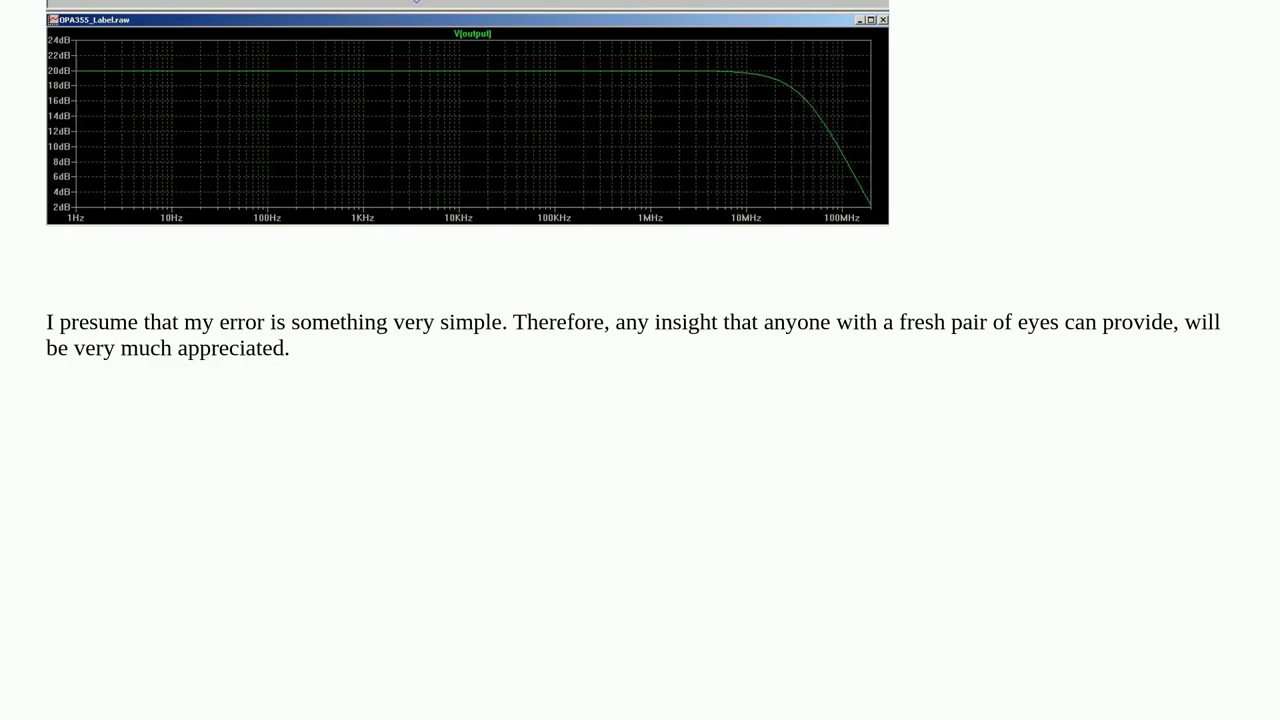 OPA355_Label.raw
V[output]
24dB
22dB
20dB
18dB
16dB
14dB
12dB
10dB
8dB
6dB
4dB
2dB
1Hz 10Hz 100Hz 1KHz 10KHz 100KHz 1MHz 10MHz 100MHz
I presume that my error is something very simple. Therefore, any insight that anyone with a fresh pair of eyes can provide, will
be very much appreciated.